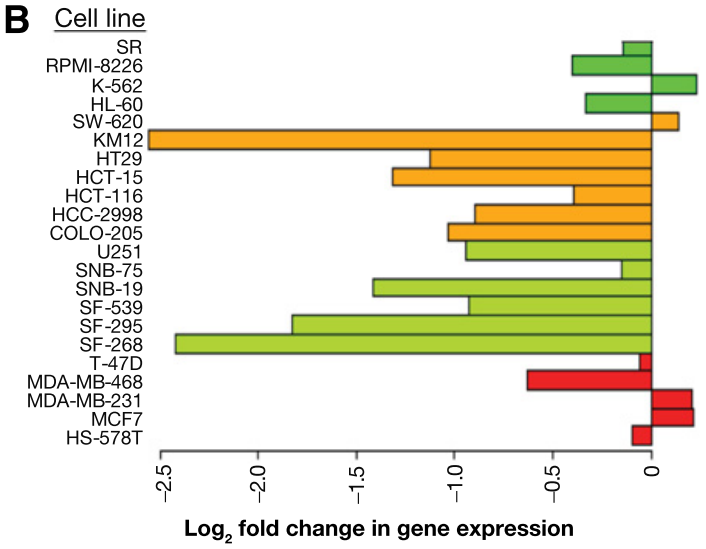 B
Cell line
SR
RPMI-8226
K-562
HL-60
SW-620
KM12
HT29
HCT-15
HCT-116
HCC-2998
COLO-205
U251
SNB-75
SNB-19
SF-539
SF-295
SF-268
T-47D
MDA-MB-468
MDA-MB-231
MCF7
HS-578T
−2.5 −2.0 −1.5 −1.0 −0.5 0
Log2 fold change in gene expression